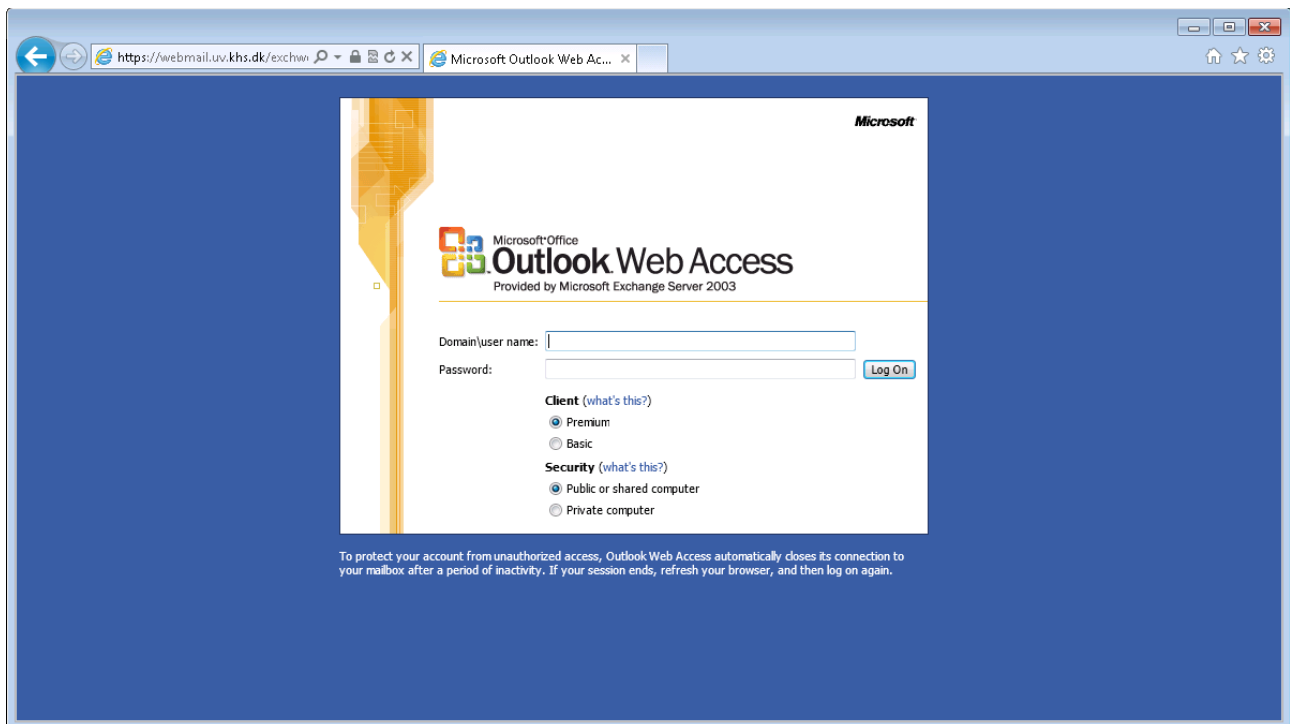 https://webmail.uv.khs.dk/exchw
Microsoft Outlook Web Ac...
Microsoft
Microsoft Office
Outlook Web Access
Provided by Microsoft Exchange Server 2003
Domain\user name:
Password:
Log On
Client (what's this?)
Premium
Basic
Security (what's this?)
Public or shared computer
Private computer
To protect your account from unauthorized access, Outlook Web Access automatically closes its connection to
your mailbox after a period of inactivity. If your session ends, refresh your browser, and then log on again.